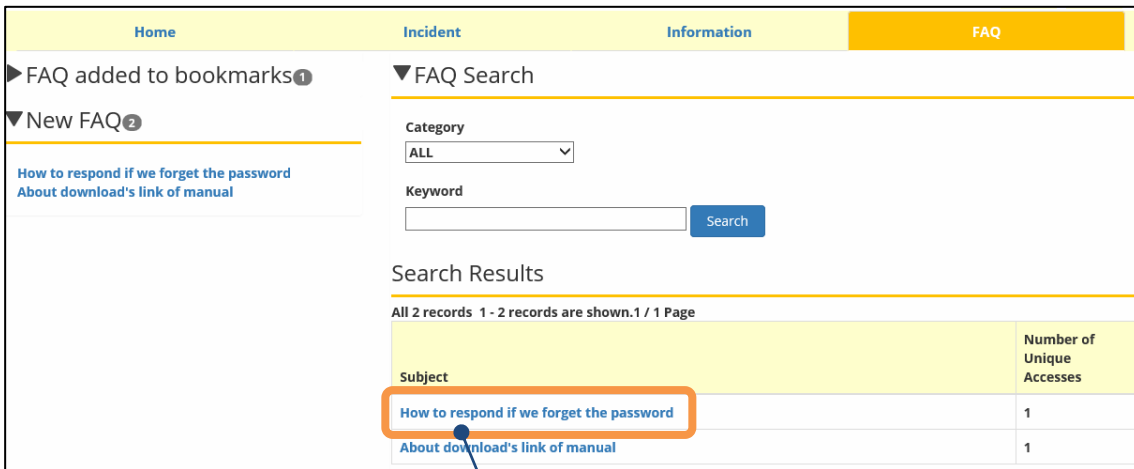 Home Incident Information FAQ
FAQ added to bookmarks 1
New FAQ 2
How to respond if we forget the password
About download's link of manual
FAQ Search
Category
ALL
Keyword
Search
Search Results
All 2 records 1 - 2 records are shown.1 / 1 Page
Subject Number of Unique Accesses
How to respond if we forget the password 1
About download's link of manual 1